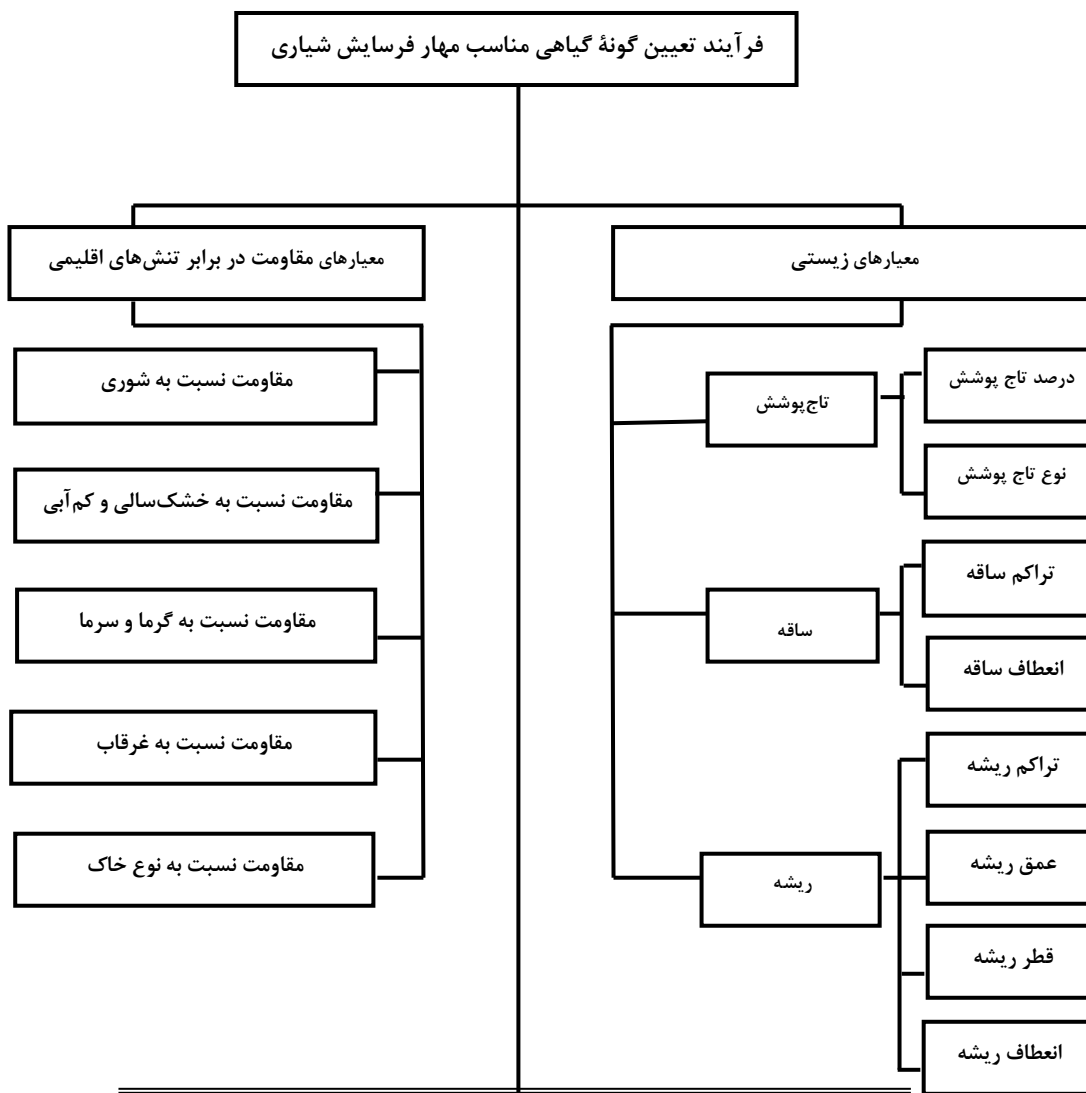 فرآیند تعیین گونهٔ گیاهی مناسب مهار فرسایش شیاری
معیارهای زیستی
معیارهای مقاومت در برابر تنش‌های اقلیمی
درصد تاج پوشش
تاج‌پوشش
نوع تاج پوشش
تراکم ساقه
ساقه
انعطاف ساقه
تراکم ریشه
عمق ریشه
ریشه
قطر ریشه
انعطاف ریشه
مقاومت نسبت به شوری
مقاومت نسبت به خشک‌سالی و کم‌آبی
مقاومت نسبت به گرما و سرما
مقاومت نسبت به غرقاب
مقاومت نسبت به نوع خاک